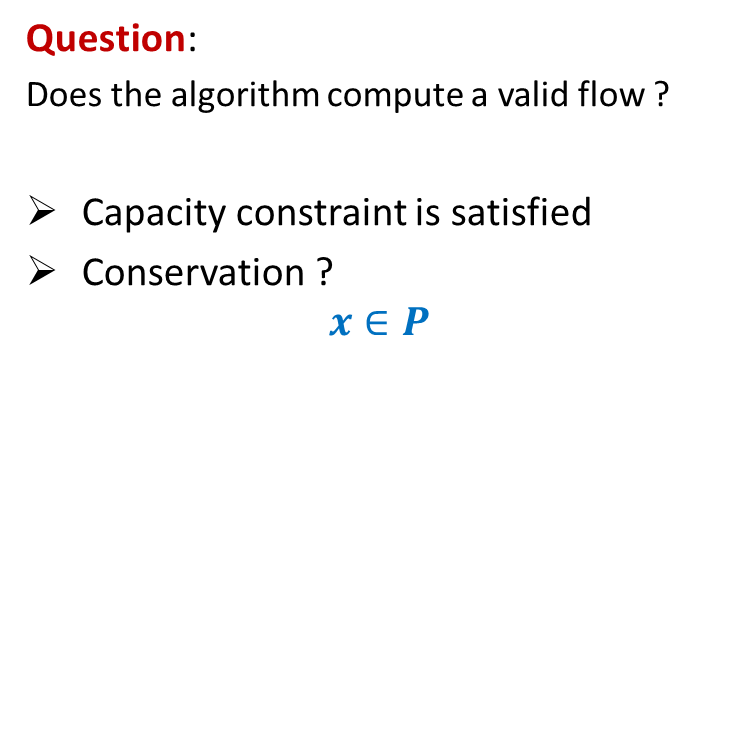 Question:
Does the algorithm compute a valid flow ?
➢ Capacity constraint is satisfied
➢ Conservation ?
𝒙 ∈ 𝑷